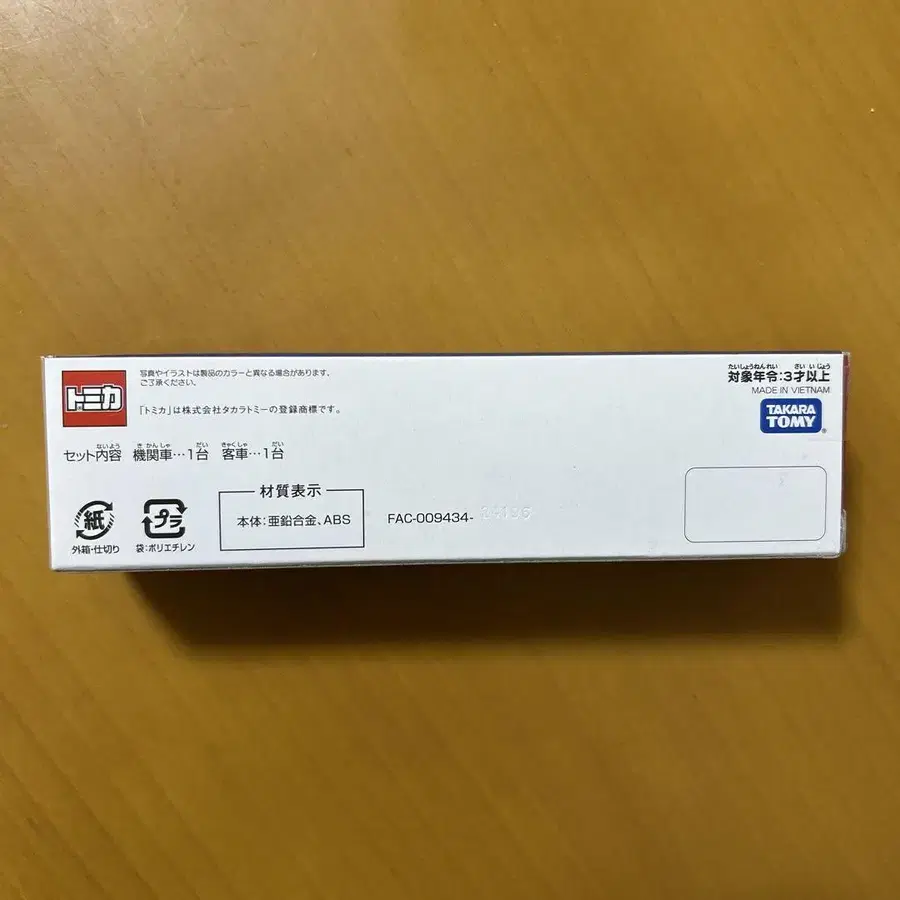 トミカ
写真やイラストは製品のカラーと異なる場合があります。
ご了承ください。
「トミカ」は株式会社タカラトミーの登録商標です。
ないよう きかんしゃ だい きゃくしゃ だい
セット内容 機関車…1台 客車…1台
紙
外箱・仕切り
プラ
袋:ポリエチレン
材質表示
本体:亜鉛合金、ABS
FAC-009434-
たいしょうねんれい さいいじょう
対象年令:3才以上
MADE IN VIETNAM
TAKARA
TOMY®